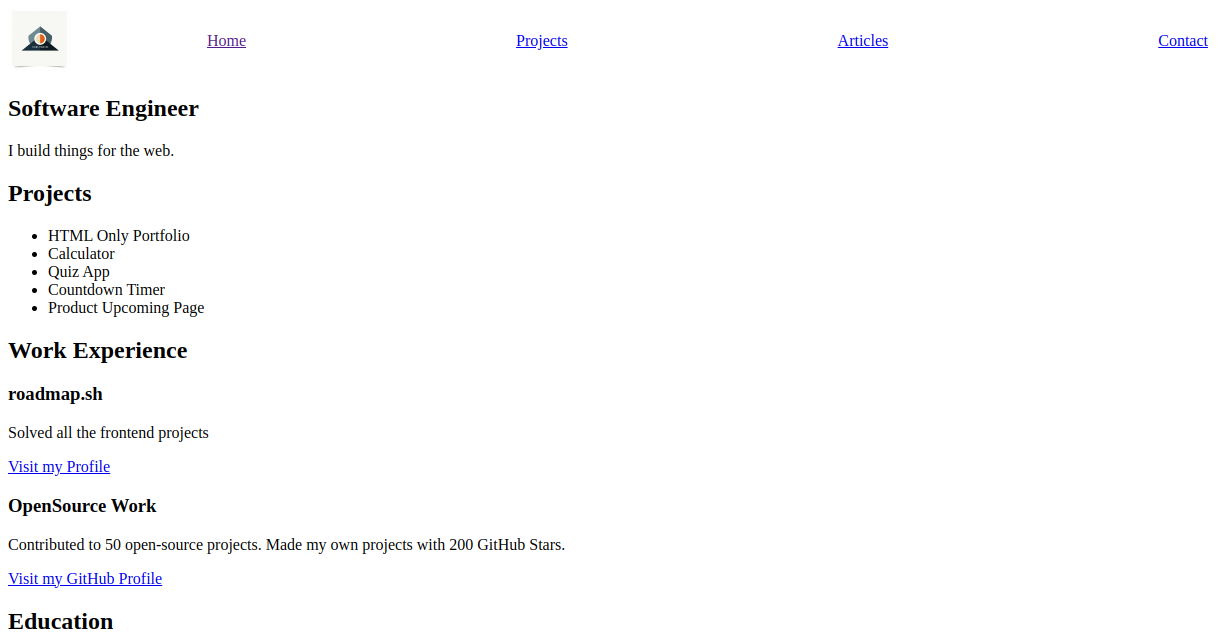 Home Projects Articles Contact
Software Engineer
I build things for the web.
Projects
HTML Only Portfolio
Calculator
Quiz App
Countdown Timer
Product Upcoming Page
Work Experience
roadmap.sh
Solved all the frontend projects
Visit my Profile
OpenSource Work
Contributed to 50 open-source projects. Made my own projects with 200 GitHub Stars.
Visit my GitHub Profile
Education